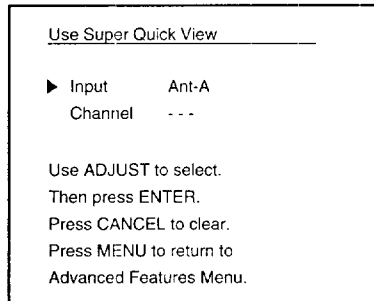 Use Super Quick View
▶ Input Ant-A
Channel - - -
Use ADJUST to select.
Then press ENTER.
Press CANCEL to clear.
Press MENU to return to
Advanced Features Menu.